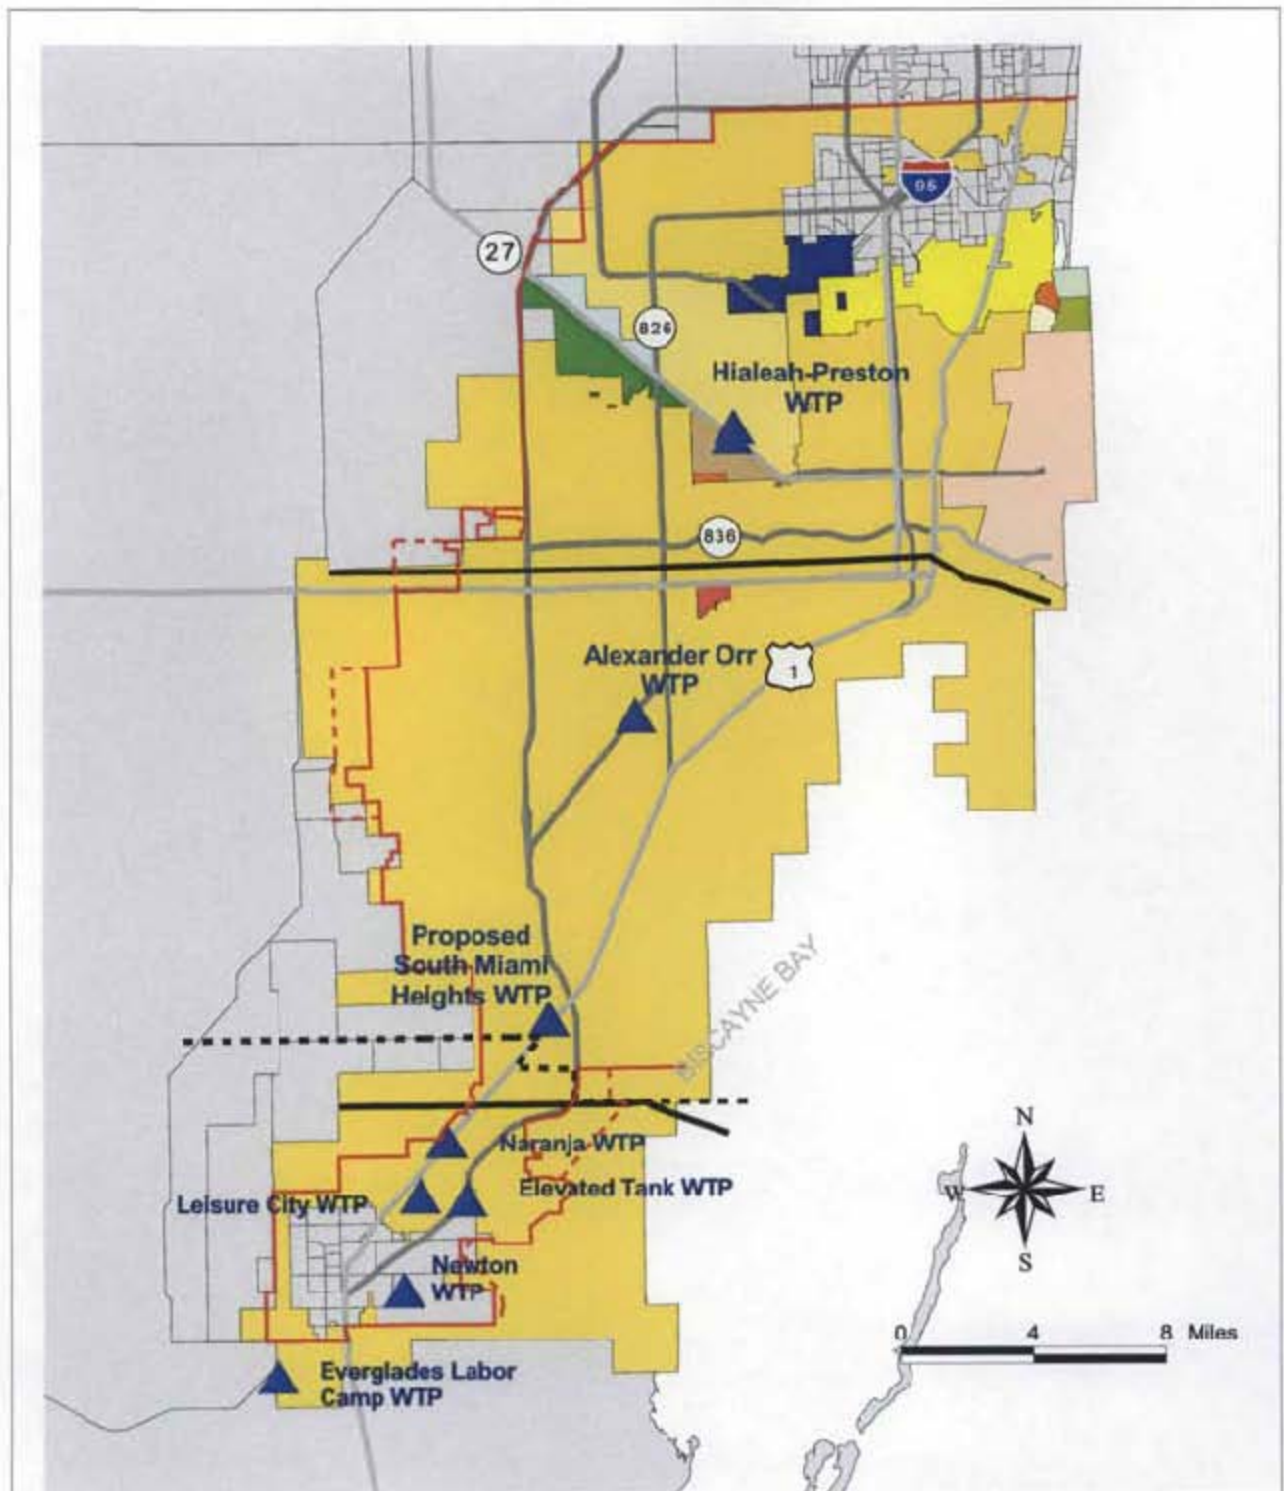 95
27
826
Hialeah-Preston
WTP
836
Alexander Orr
WTP
1
Proposed
South Miami
Heights WTP
BISCAYNE BAY
Naranja WTP
Elevated Tank WTP
Leisure City WTP
Newton
WTP
Everglades Labor
Camp WTP
N
W
E
S
0 4 8 Miles